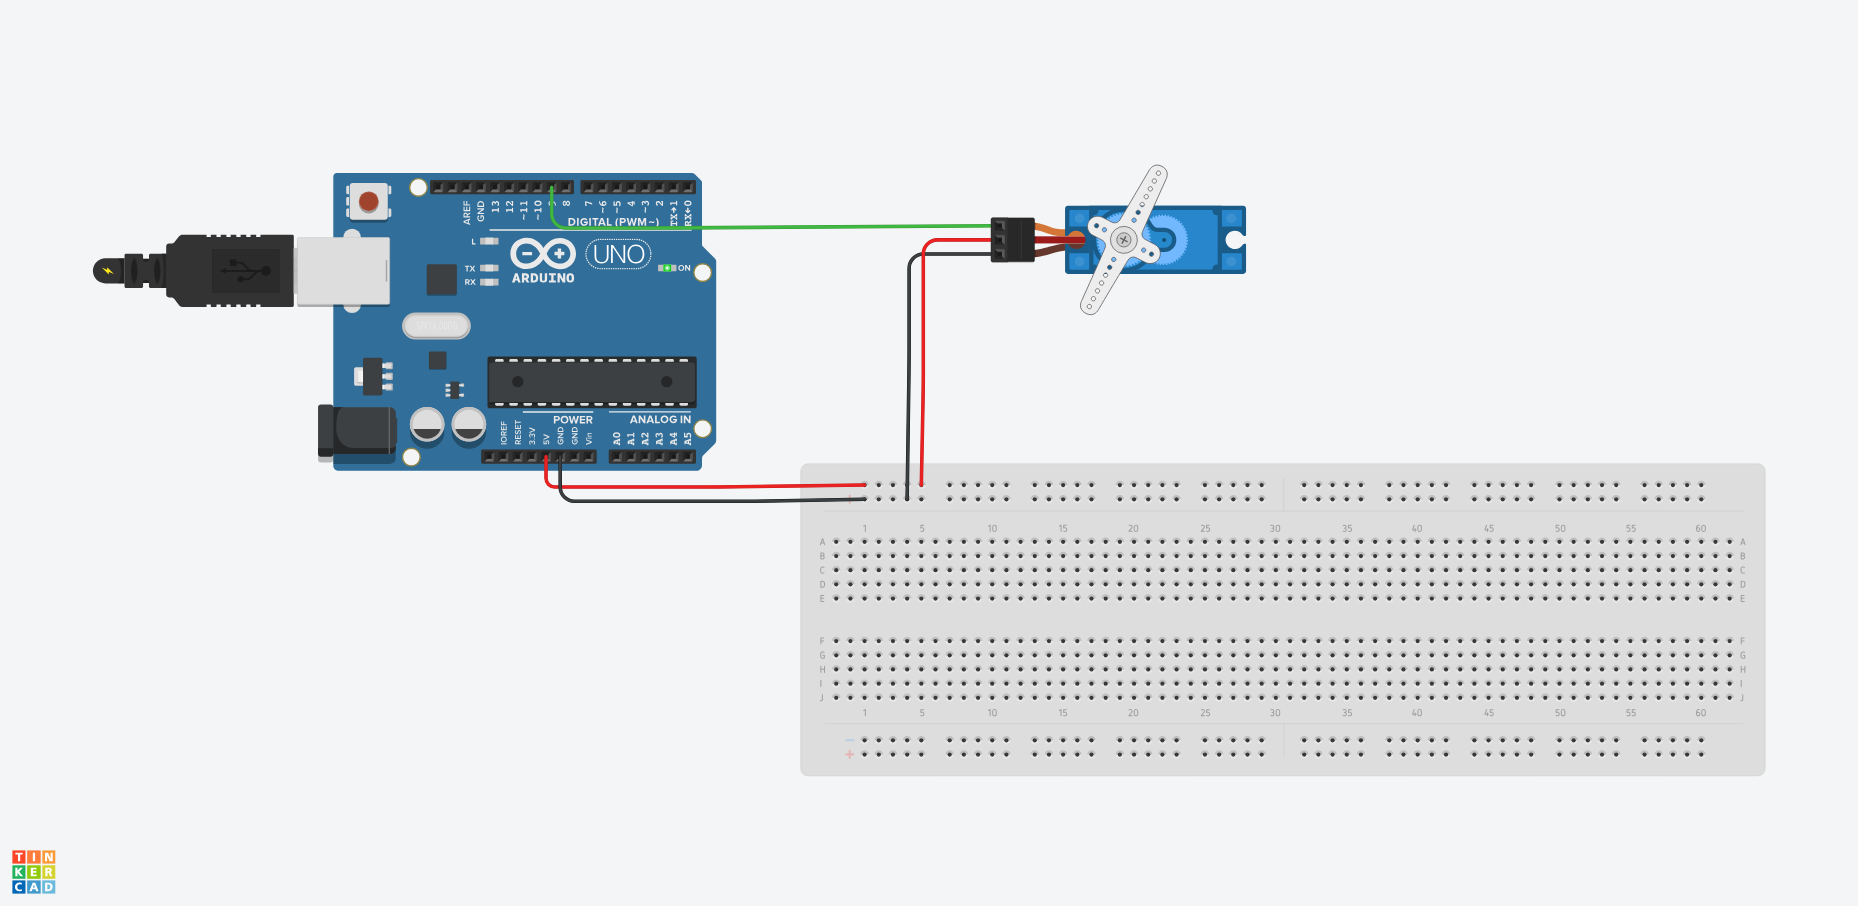 AREF
GND
13
12
~11
~10
8
7
~6
~5
4
~3
2
TX→1
RX←0
DIGITAL (PWM~)
L
TX
RX
ARDUINO
UNO
ON
POWER
ANALOG IN
IOREF
RESET
3.3V
5V
GND
GND
Vin
A0
A1
A2
A3
A4
A5
1 5 10 15 20 25 30 35 40 45 50 55 60
A A
B B
C C
D D
E E
F F
G G
H H
I I
J J
1 5 10 15 20 25 30 35 40 45 50 55 60
−
+
TIN
KER
CAD